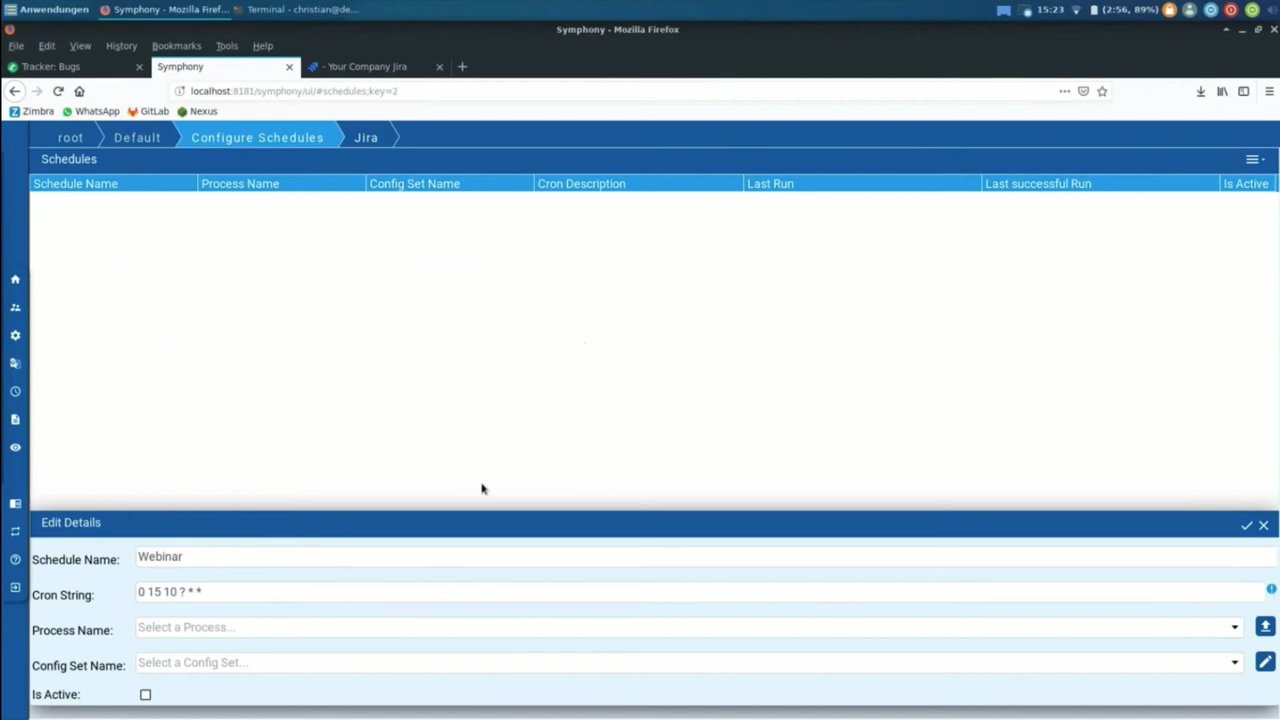 Anwendungen Symphony - Mozilla Firef... Terminal - christian@de... 15:23 (2:56, 89%)
Symphony - Mozilla Firefox
File Edit View History Bookmarks Tools Help
Tracker: Bugs Symphony - Your Company Jira
localhost:8181/symphony/ui/#schedules;key=2
Zimbra WhatsApp GitLab Nexus
root Default Configure Schedules Jira
Schedules
Schedule Name Process Name Config Set Name Cron Description Last Run Last successful Run Is Active
Edit Details
Schedule Name: Webinar
Cron String: 0 15 10 ? * *
Process Name: Select a Process...
Config Set Name: Select a Config Set...
Is Active: